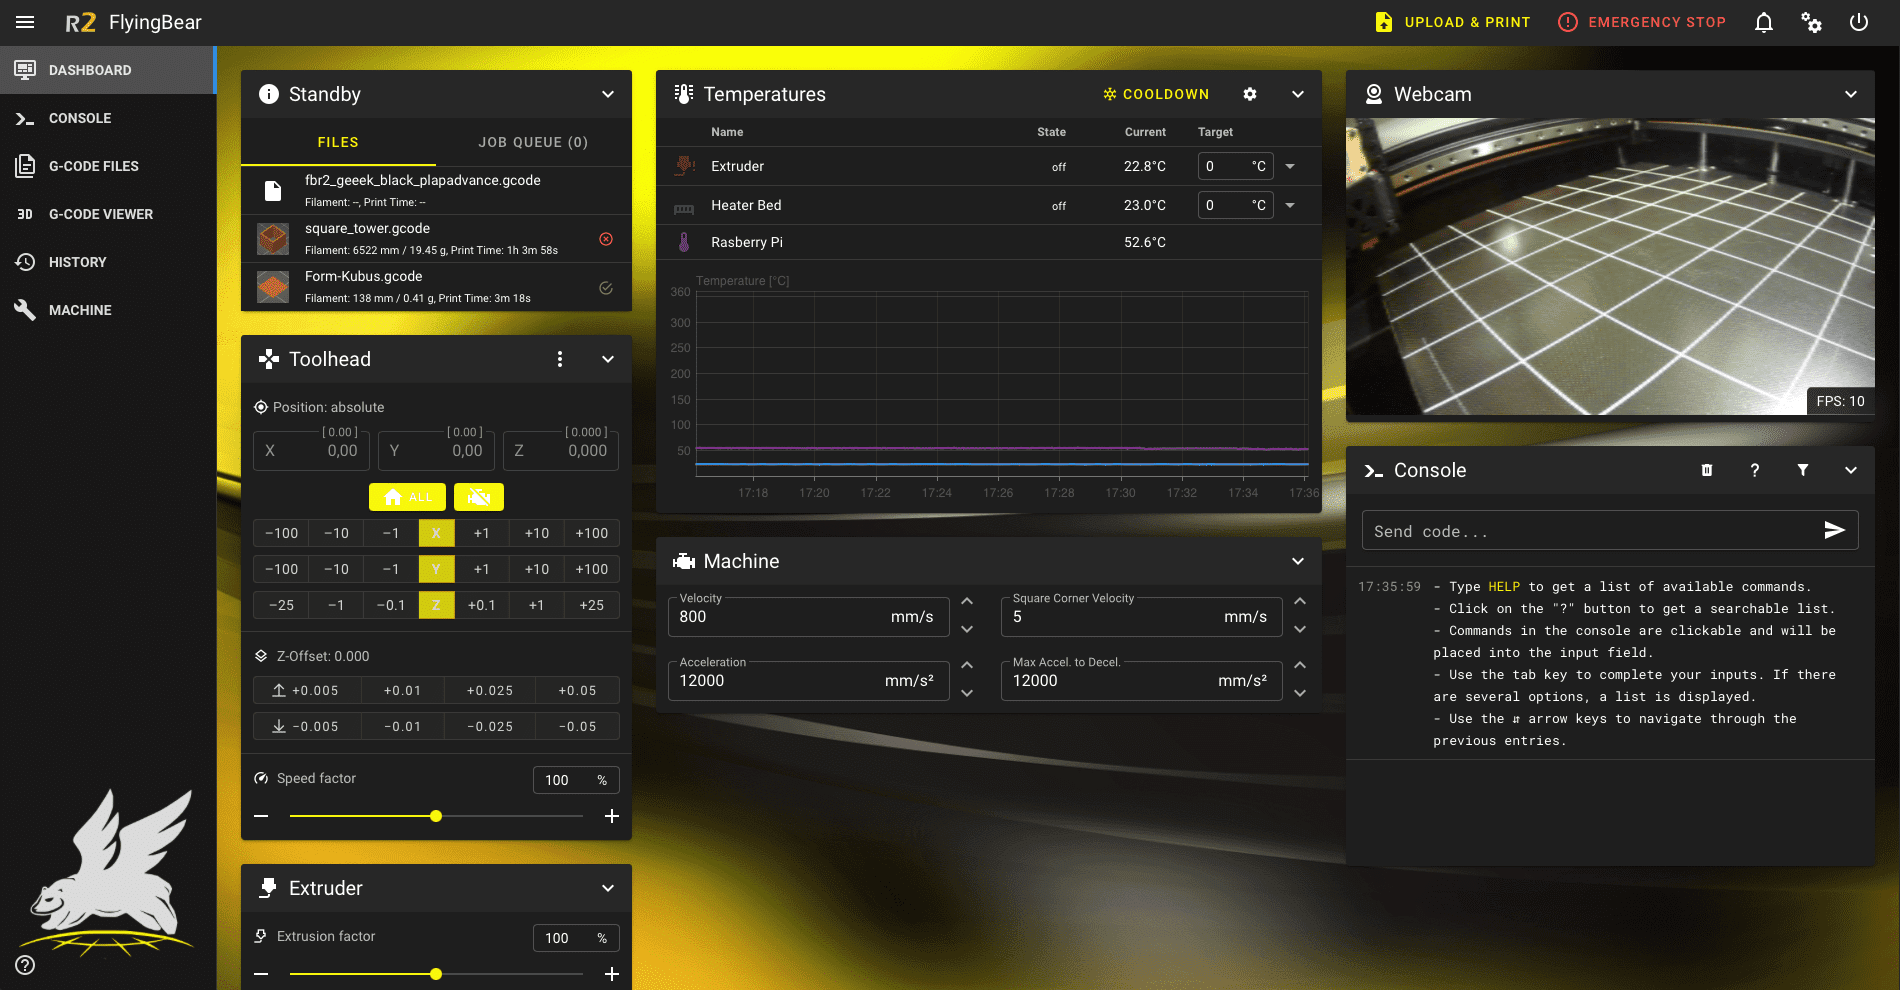 R2 FlyingBear
UPLOAD & PRINT
EMERGENCY STOP
DASHBOARD
CONSOLE
G-CODE FILES
3D G-CODE VIEWER
HISTORY
MACHINE
Standby
FILES
JOB QUEUE (0)
fbr2_geeek_black_plapadvance.gcode
Filament: --, Print Time: --
square_tower.gcode
Filament: 6522 mm / 19.45 g, Print Time: 1h 3m 58s
Form-Kubus.gcode
Filament: 138 mm / 0.41 g, Print Time: 3m 18s
Toolhead
Position: absolute
[ 0.00 ] [ 0.00 ] [ 0.000 ]
X 0,00 Y 0,00 Z 0,000
ALL
−100 −10 −1 X +1 +10 +100
−100 −10 −1 Y +1 +10 +100
−25 −1 −0.1 Z +0.1 +1 +25
Z-Offset: 0.000
+0.005 +0.01 +0.025 +0.05
−0.005 −0.01 −0.025 −0.05
Speed factor 100 %
Extruder
Extrusion factor 100 %
Temperatures
COOLDOWN
Name State Current Target
Extruder off 22.8°C 0 °C
Heater Bed off 23.0°C 0 °C
Rasberry Pi 52.6°C
Temperature [°C]
360
300
250
200
150
100
50
17:18 17:20 17:22 17:24 17:26 17:28 17:30 17:32 17:34 17:36
Machine
Velocity
800 mm/s
Square Corner Velocity
5 mm/s
Acceleration
12000 mm/s²
Max Accel. to Decel.
12000 mm/s²
Webcam
FPS: 10
Console
?
Send code...
17:35:59 - Type HELP to get a list of available commands.
- Click on the "?" button to get a searchable list.
- Commands in the console are clickable and will be
placed into the input field.
- Use the tab key to complete your inputs. If there
are several options, a list is displayed.
- Use the ⇵ arrow keys to navigate through the
previous entries.